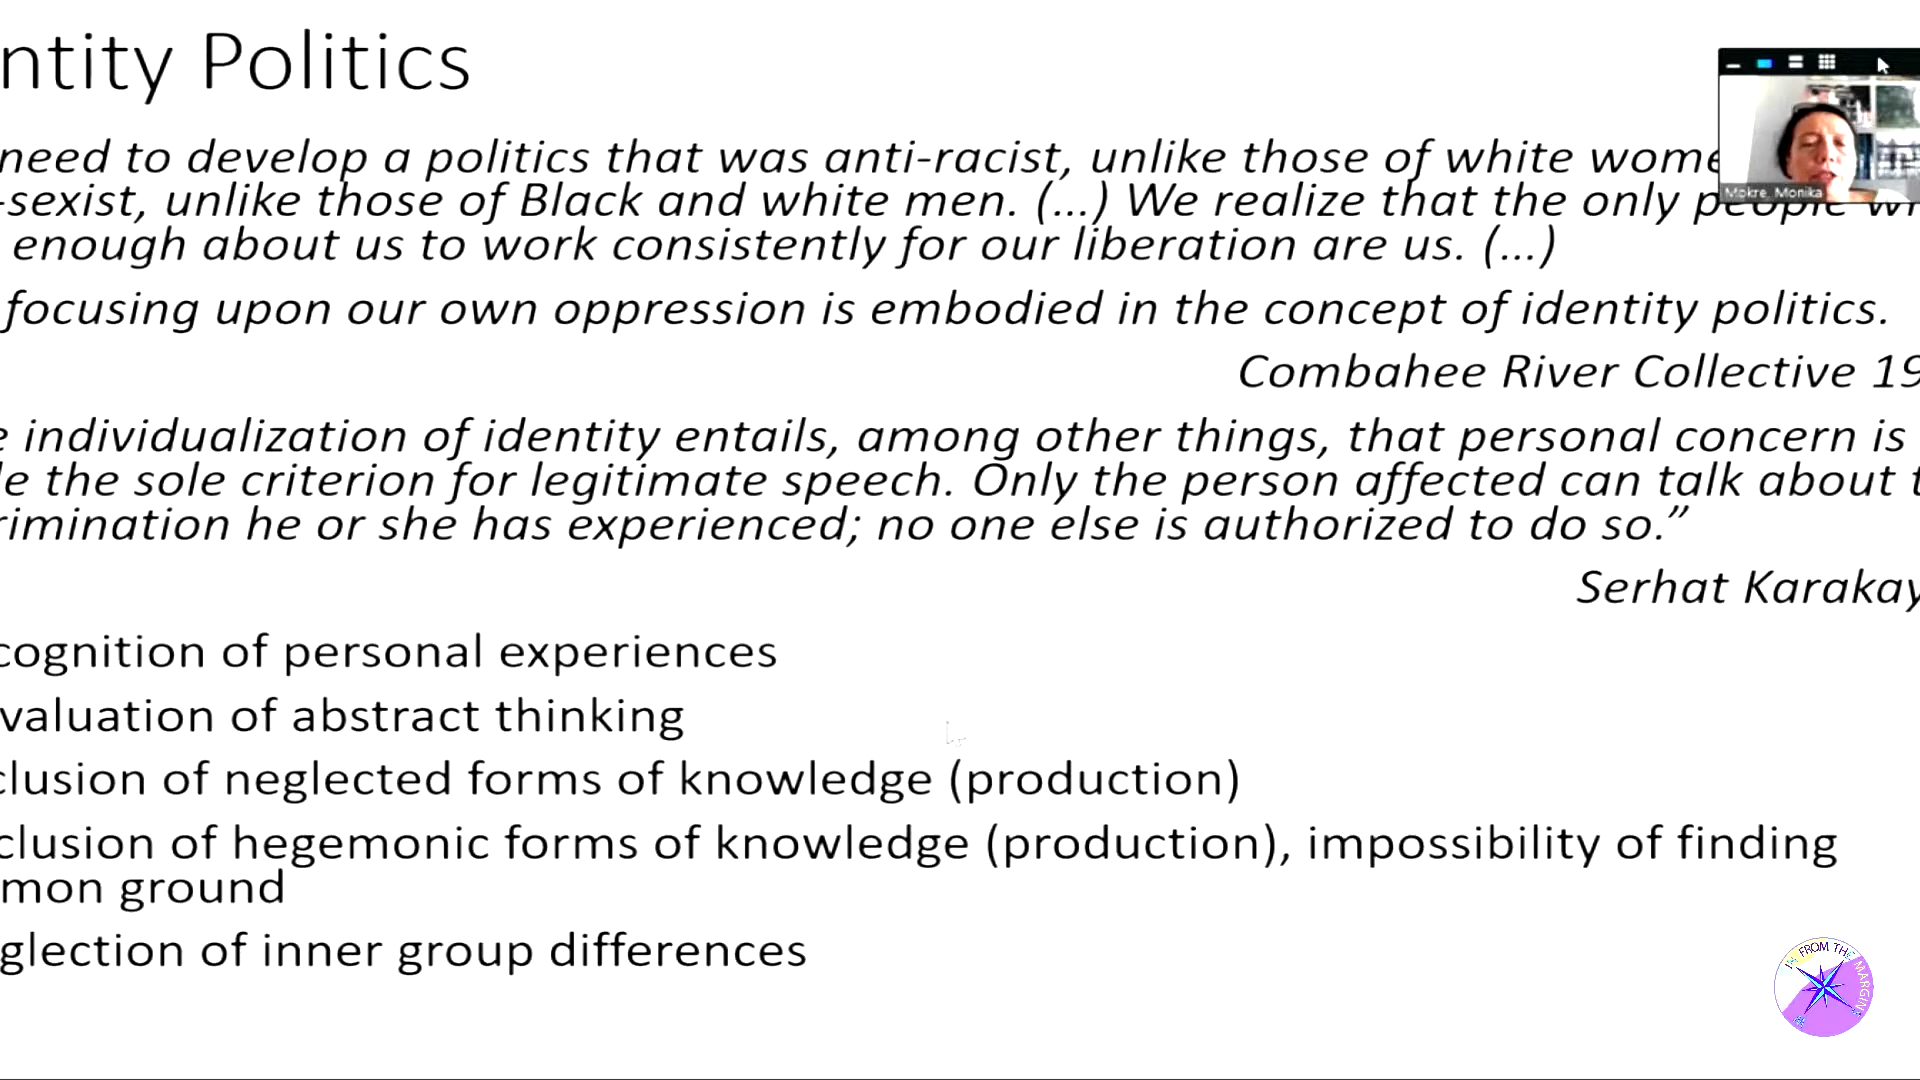 ntity Politics
need to develop a politics that was anti-racist, unlike those of white wome
-sexist, unlike those of Black and white men. (...) We realize that the only people w
enough about us to work consistently for our liberation are us. (...)
focusing upon our own oppression is embodied in the concept of identity politics.
Combahee River Collective 19
e individualization of identity entails, among other things, that personal concern is
le the sole criterion for legitimate speech. Only the person affected can talk about t
rimination he or she has experienced; no one else is authorized to do so.”
Serhat Karakay
cognition of personal experiences
valuation of abstract thinking
clusion of neglected forms of knowledge (production)
clusion of hegemonic forms of knowledge (production), impossibility of finding
mon ground
glection of inner group differences
Mokre, Monika
FROM THE MARGIN